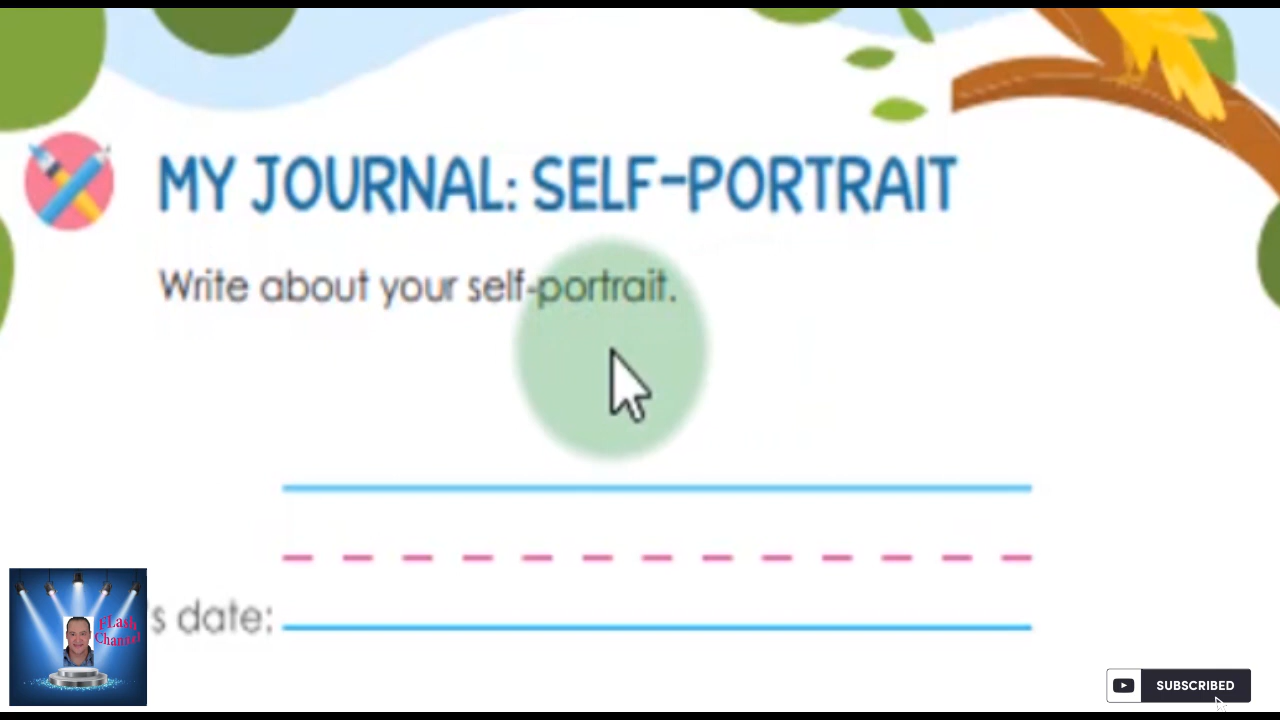 MY JOURNAL: SELF-PORTRAIT
Write about your self-portrait.
's date:
FLash
Channel
SUBSCRIBED